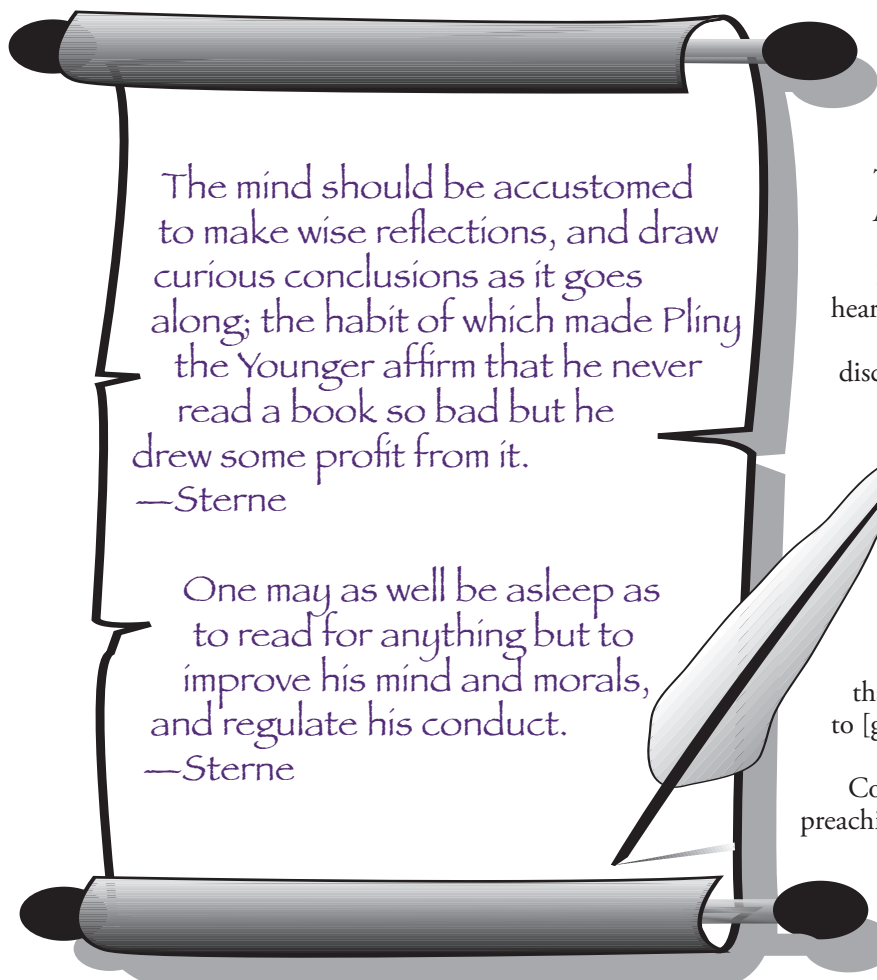 The mind should be accustomed
to make wise reflections, and draw
curious conclusions as it goes
along; the habit of which made Pliny
the Younger affirm that he never
read a book so bad but he
drew some profit from it.
—Sterne
One may as well be asleep as
to read for anything but to
improve his mind and morals,
and regulate his conduct.
—Sterne
to